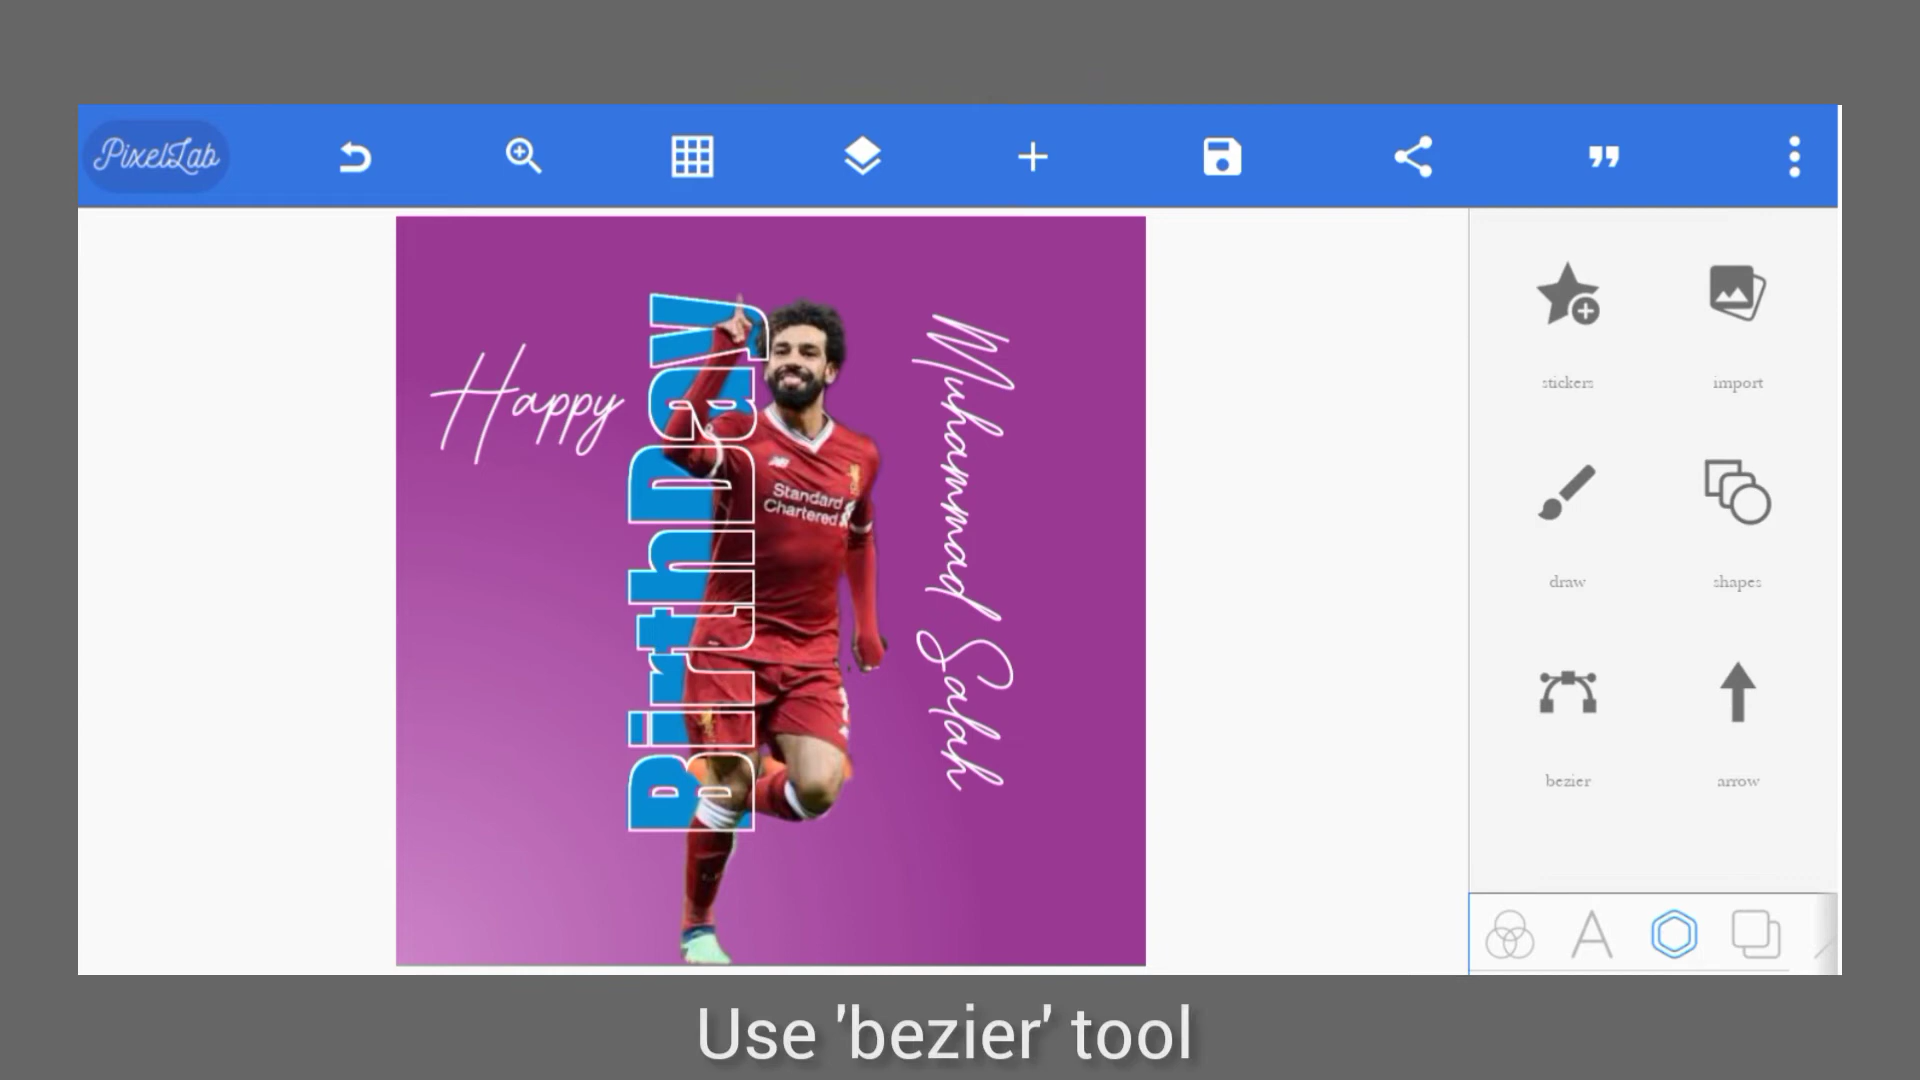 PixelLab
Happy
BirthDay
Muhammad Salah
Standard
Chartered
stickers
import
draw
shapes
bezier
arrow
Use 'bezier' tool